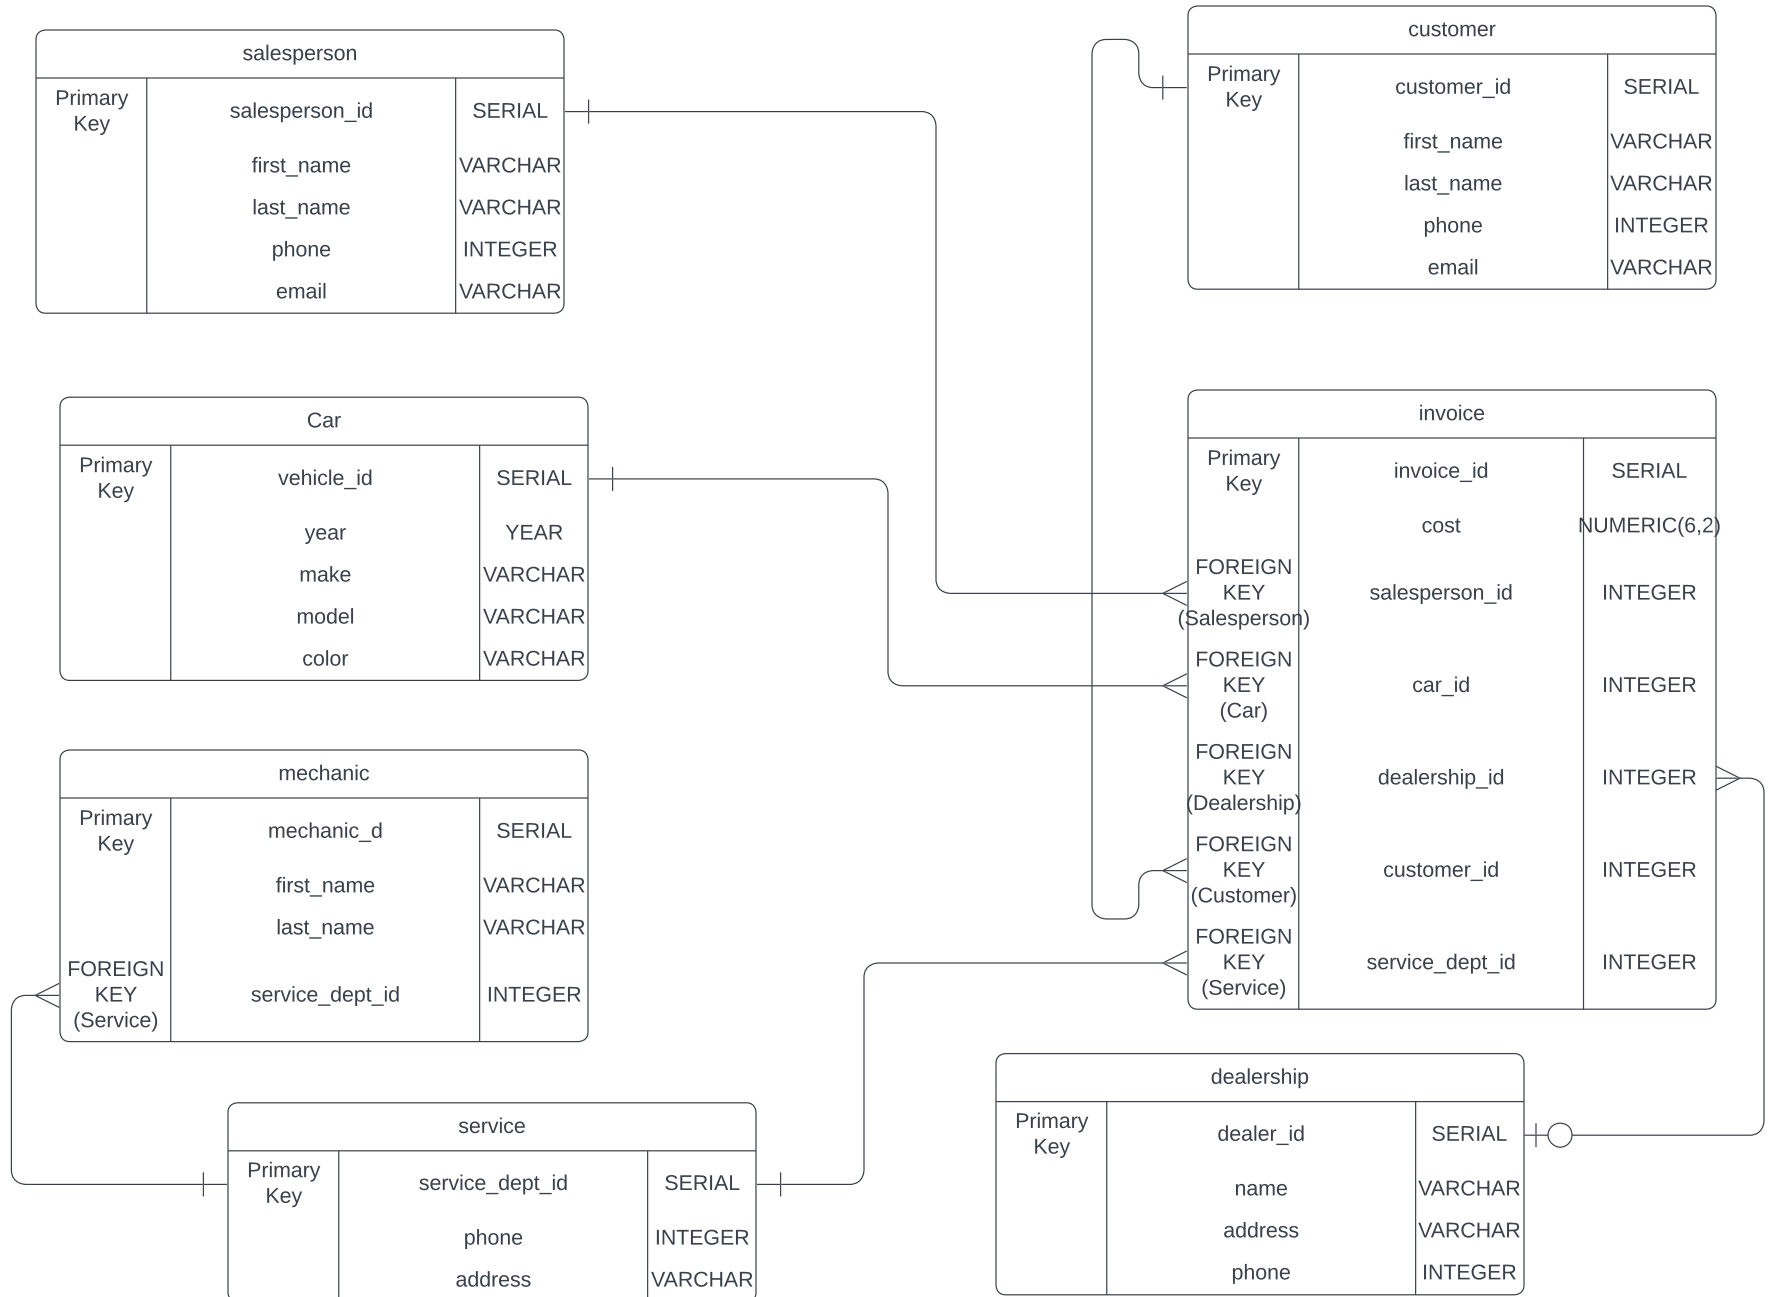 salesperson
Primary
Key
salesperson_id
SERIAL
first_name
VARCHAR
last_name
VARCHAR
phone
INTEGER
email
VARCHAR
customer
Primary
Key
customer_id
SERIAL
first_name
VARCHAR
last_name
VARCHAR
phone
INTEGER
email
VARCHAR
Car
Primary
Key
vehicle_id
SERIAL
year
YEAR
make
VARCHAR
model
VARCHAR
color
VARCHAR
invoice
Primary
Key
invoice_id
SERIAL
cost
NUMERIC(6,2)
FOREIGN
KEY
(Salesperson)
salesperson_id
INTEGER
FOREIGN
KEY
(Car)
car_id
INTEGER
FOREIGN
KEY
(Dealership)
dealership_id
INTEGER
FOREIGN
KEY
(Customer)
customer_id
INTEGER
FOREIGN
KEY
(Service)
service_dept_id
INTEGER
mechanic
Primary
Key
mechanic_d
SERIAL
first_name
VARCHAR
last_name
VARCHAR
FOREIGN
KEY
(Service)
service_dept_id
INTEGER
service
Primary
Key
service_dept_id
SERIAL
phone
INTEGER
address
VARCHAR
dealership
Primary
Key
dealer_id
SERIAL
name
VARCHAR
address
VARCHAR
phone
INTEGER